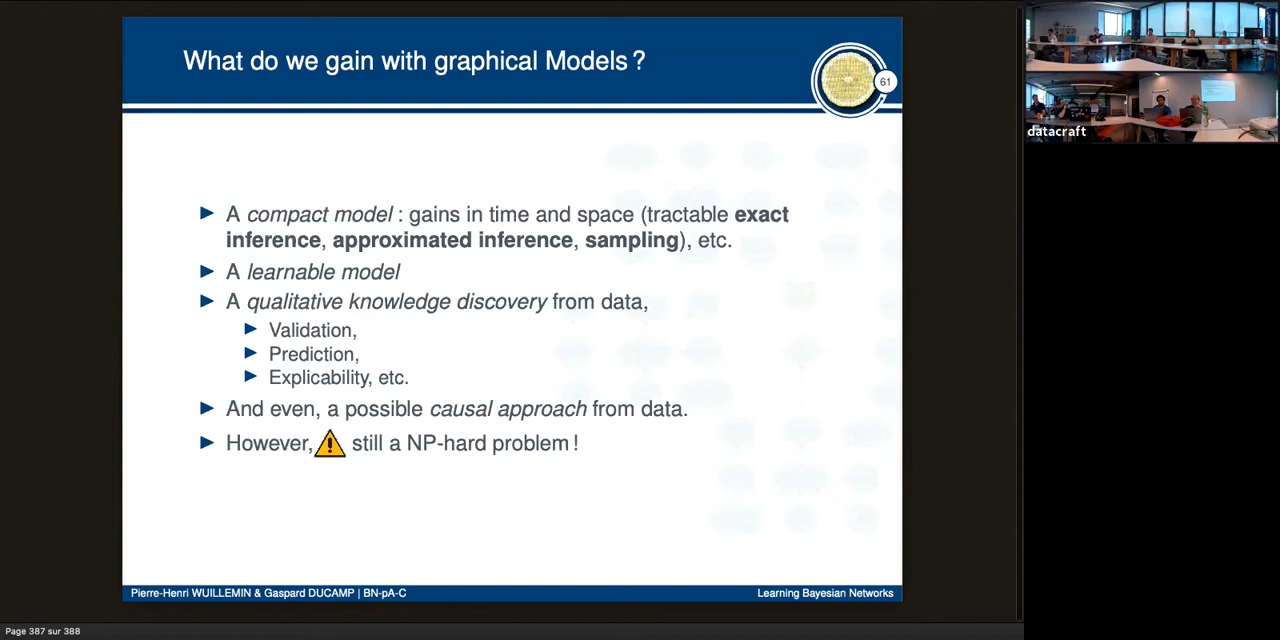 What do we gain with graphical Models ?
61
A compact model : gains in time and space (tractable exact
inference, approximated inference, sampling), etc.
A learnable model
A qualitative knowledge discovery from data,
Validation,
Prediction,
Explicability, etc.
And even, a possible causal approach from data.
However, still a NP-hard problem !
Pierre-Henri WUILLEMIN & Gaspard DUCAMP | BN-pA-C
Learning Bayesian Networks
Page 387 sur 388
datacraft